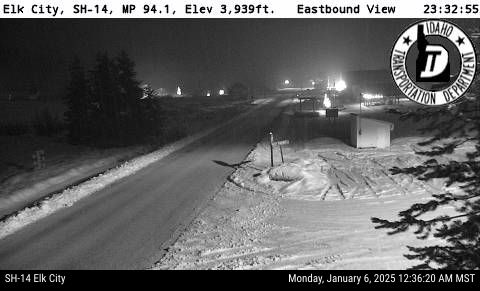 Elk City, SH-14, MP 94.1, Elev 3,939ft. Eastbound View 23:32:55
IDAHO
TRANSPORTATION DEPARTMENT
SH-14 Elk City Monday, January 6, 2025 12:36:20 AM MST